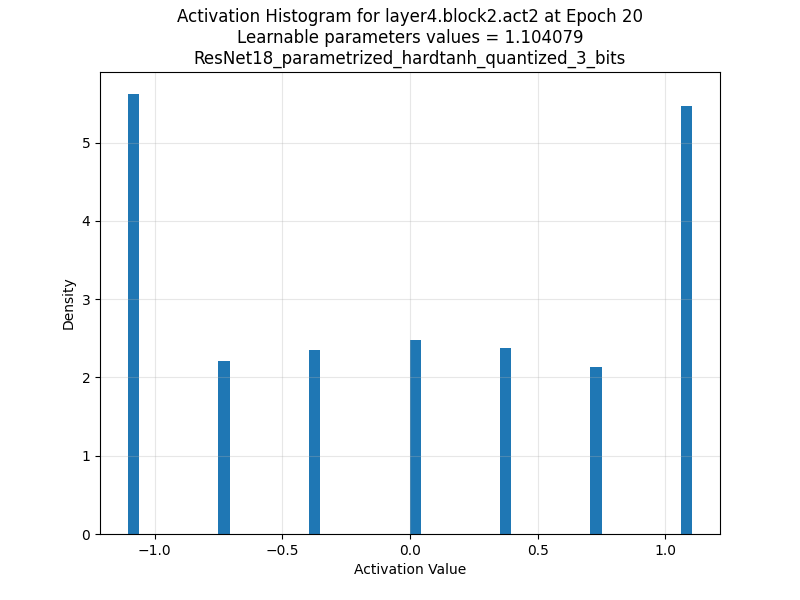 Activation Histogram for layer4.block2.act2 at Epoch 20
Learnable parameters values = 1.104079
ResNet18_parametrized_hardtanh_quantized_3_bits
5
4
3
2
1
0
Density
−1.0
−0.5
0.0
0.5
1.0
Activation Value